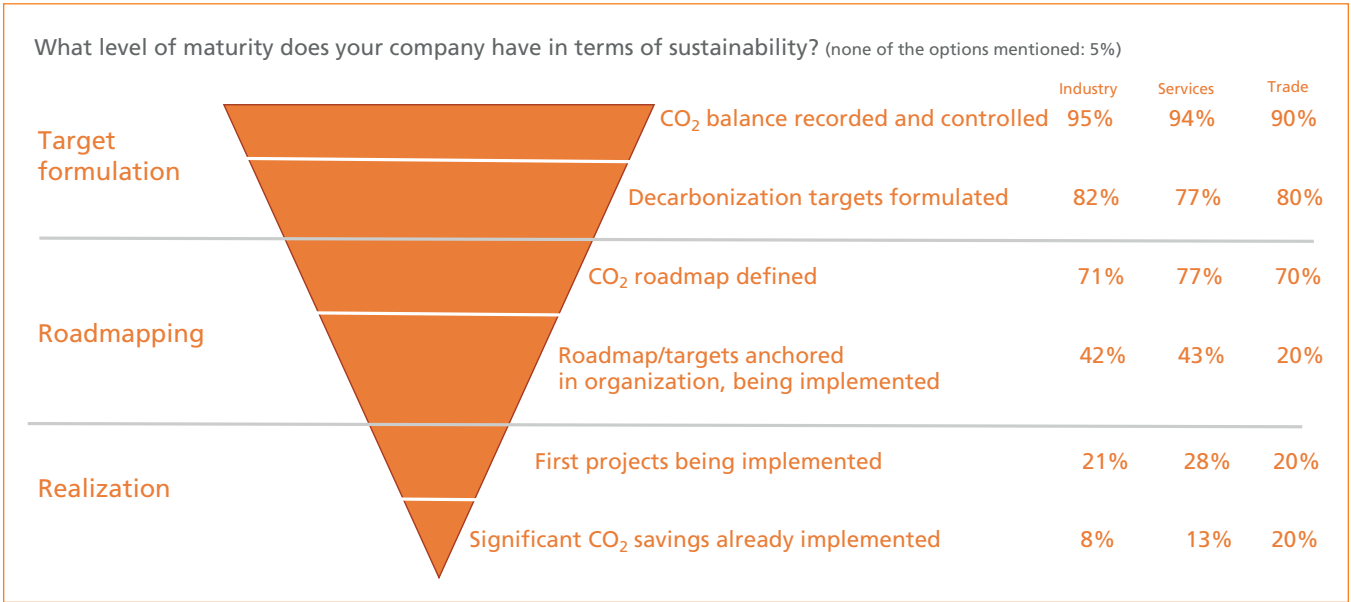 What level of maturity does your company have in terms of sustainability? (none of the options mentioned: 5%)
Industry Services Trade
Target
formulation
CO₂ balance recorded and controlled 95% 94% 90%
Decarbonization targets formulated 82% 77% 80%
Roadmapping
CO₂ roadmap defined 71% 77% 70%
Roadmap/targets anchored
in organization, being implemented 42% 43% 20%
Realization
First projects being implemented 21% 28% 20%
Significant CO₂ savings already implemented 8% 13% 20%